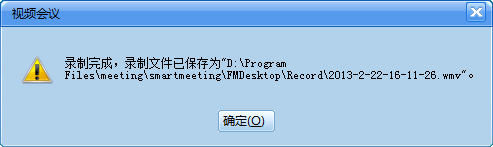 视频会议
录制完成，录制文件已保存为"D:\Program
Files\meeting\smartmeeting\FMDesktop\Record\2013-2-22-16-11-26.wmv"。
确定(O)